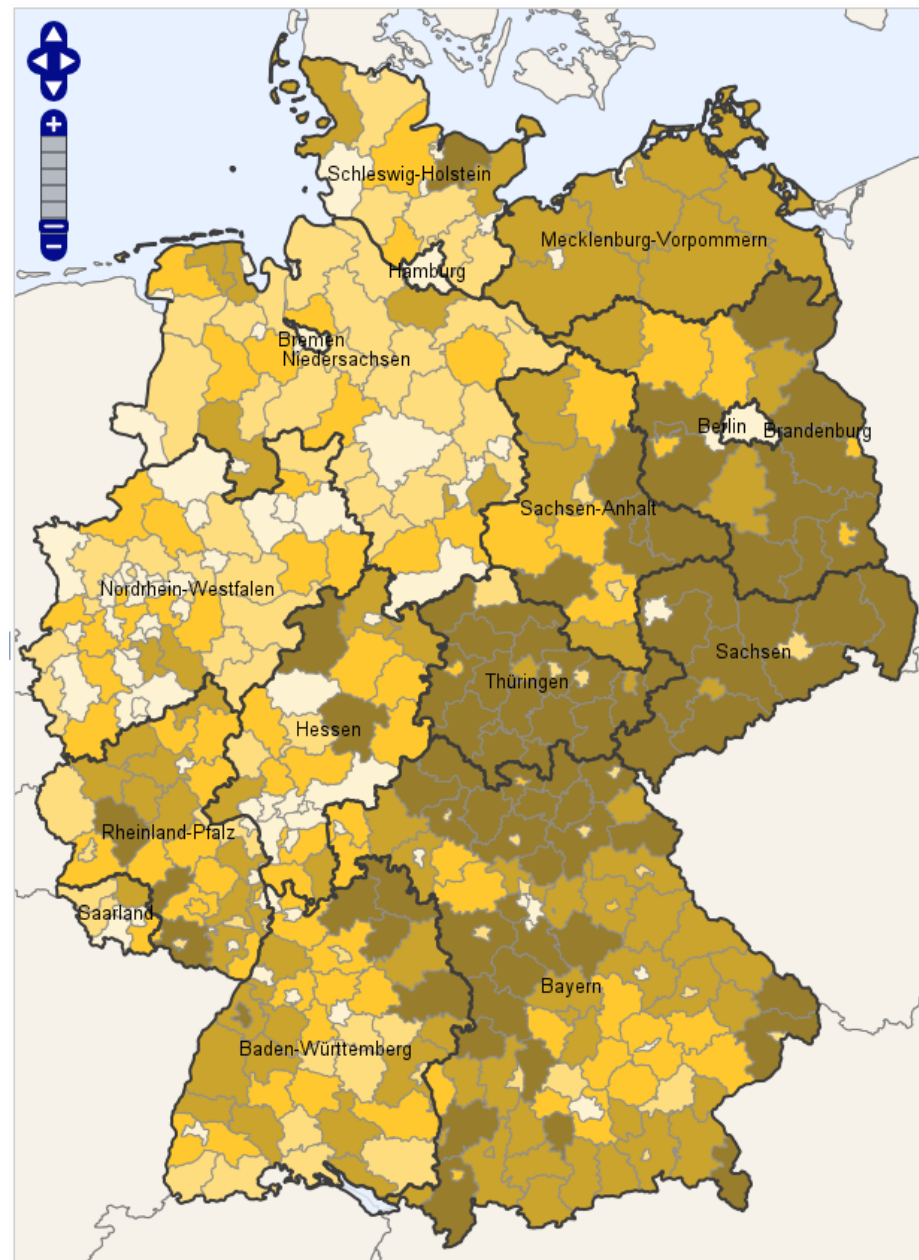 Schleswig-Holstein
Mecklenburg-Vorpommern
Hamburg
Bremen
Niedersachsen
Berlin
Brandenburg
Sachsen-Anhalt
Nordrhein-Westfalen
Sachsen
Thüringen
Hessen
Rheinland-Pfalz
Saarland
Bayern
Baden-Württemberg